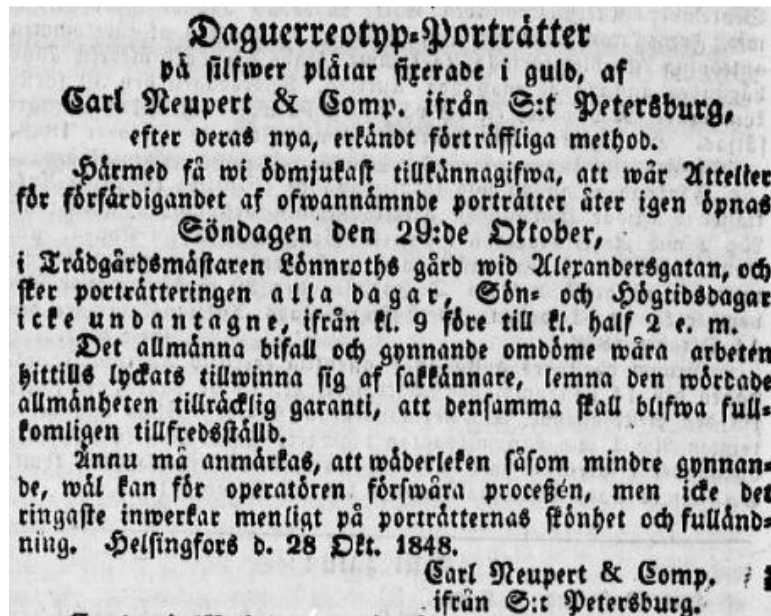 Daguerreotyp-Porträtter
på silfwer plåtar fixerade i guld, af
Carl Neupert & Comp. ifrån S:t Petersburg,
efter deras nya, erkändt förträffliga method.
Härmed få wi ödmjukast tillkännagifwa, att wår Attelier
för förfärdigandet af ofwannämnde porträtter åter igen öpnas
Söndagen den 29:de Oktober,
i Trädgårdsmästaren Lönnroths gård wid Alexandersgatan, och
sker porträtteringen alla dagar, Sön- och Högtidsdagar
icke undantagne, ifrån kl. 9 före till kl. half 2 e. m.
Det allmänna bifall och gynnande omdöme wåra arbeten
hittills lyckats tillwinna sig af sakkännare, lemna den wördade
allmänheten tillräcklig garanti, att densamma skall blifwa full-
komligen tillfredsställd.
Ännu må anmärkas, att wäderleken såsom mindre gynnan-
de, wäl kan för operatören förswåra processén, men icke det
ringaste inwerkar menligt på porträtternas skönhet och fulländ-
ning. Helsingfors d. 28 Okt. 1848.
Carl Neupert & Comp.
ifrån S:t Petersburg.